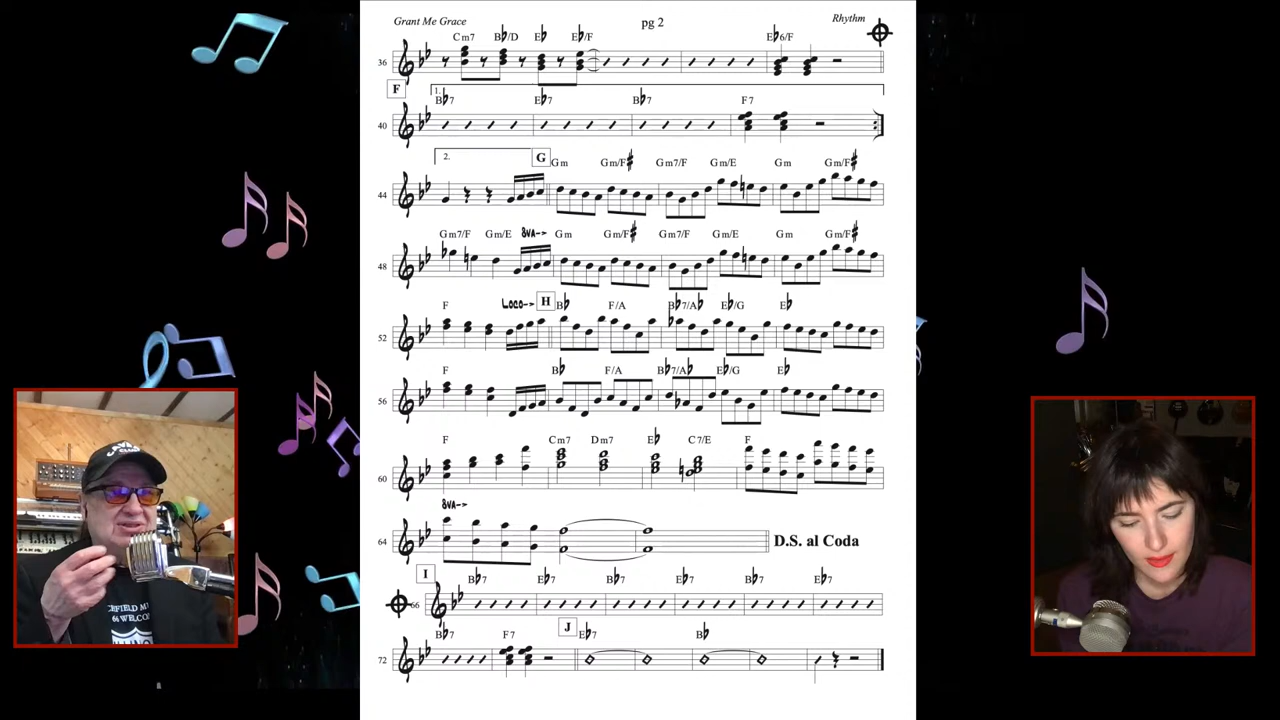 Grant Me Grace pg 2 Rhythm
Cm7 B♭/D E♭ E♭/F E♭6/F
36
F 1.
B♭7 E♭7 B♭7 F7
40
2. G Gm Gm/F♯ Gm7/F Gm/E Gm Gm/F♯
44
Gm7/F Gm/E 8VA-> Gm Gm/F♯ Gm7/F Gm/E Gm Gm/F♯
48
F LOCO-> H B♭ F/A B♭7/A♭ E♭/G E♭
52
F B♭ F/A B♭7/A♭ E♭/G E♭
56
F Cm7 Dm7 E♭ C7/E F
60
8VA->
64 D.S. al Coda
I B♭7 E♭7 B♭7 E♭7 B♭7 E♭7
66
B♭7 F7 J E♭7 B♭
72